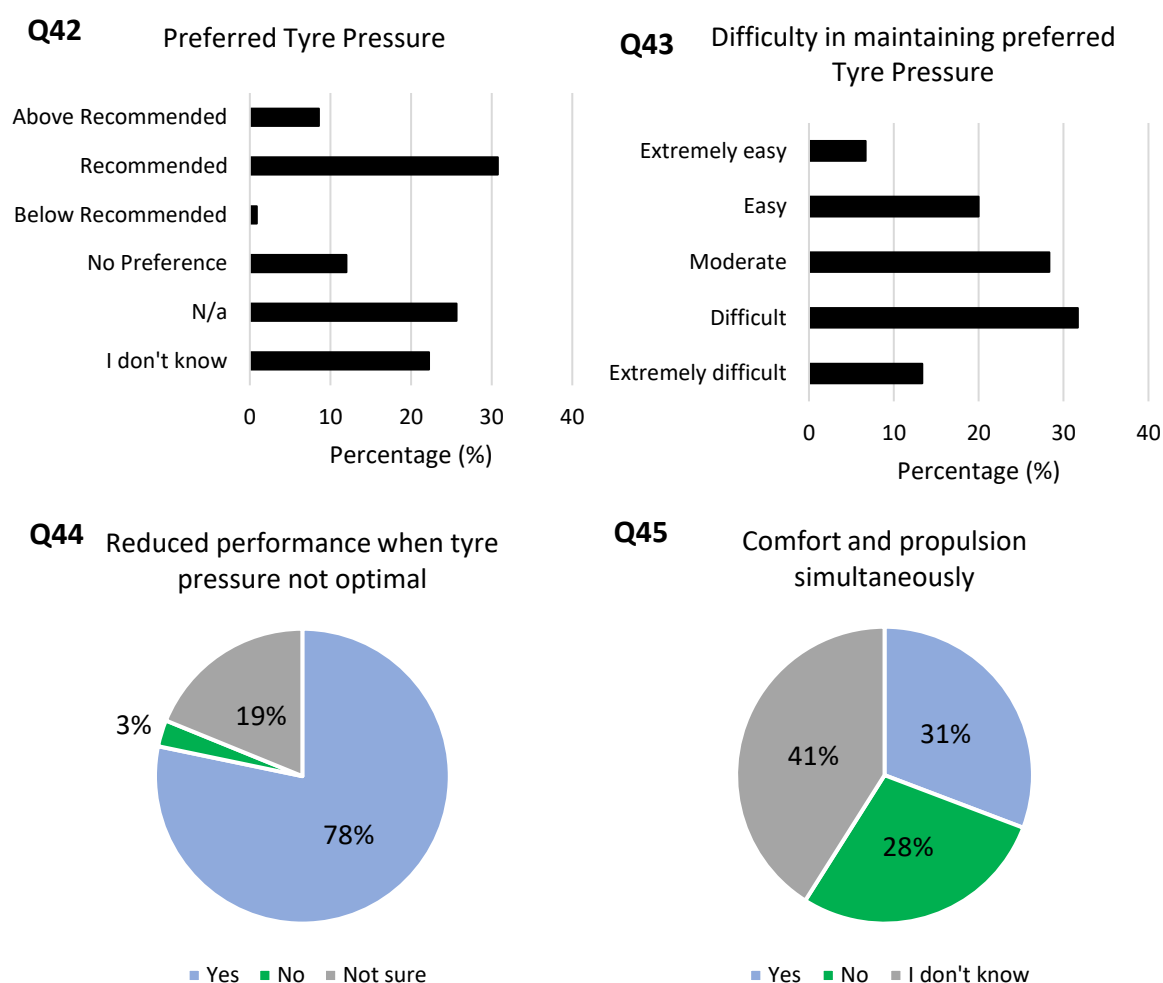 Q42
Preferred Tyre Pressure
Above Recommended
Recommended
Below Recommended
No Preference
N/a
I don't know
0 10 20 30 40
Percentage (%)
Q43
Difficulty in maintaining preferred
Tyre Pressure
Extremely easy
Easy
Moderate
Difficult
Extremely difficult
0 10 20 30 40
Percentage (%)
Q44
Reduced performance when tyre
pressure not optimal
19%
3%
78%
Yes No Not sure
Q45
Comfort and propulsion
simultaneously
31%
41%
28%
Yes No I don't know